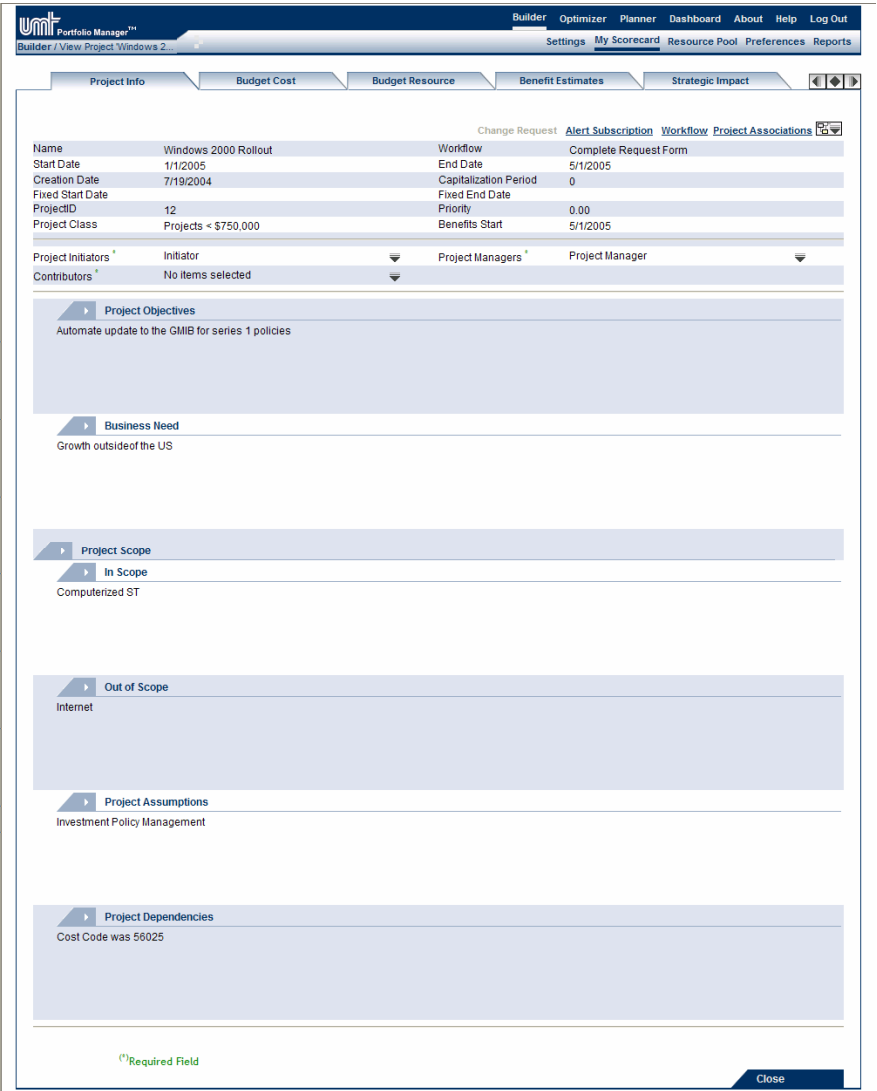 umt Portfolio Manager™
Builder Optimizer Planner Dashboard About Help Log Out
Builder / View Project 'Windows 2...
Settings My Scorecard Resource Pool Preferences Reports
Project Info Budget Cost Budget Resource Benefit Estimates Strategic Impact
Change Request Alert Subscription Workflow Project Associations
Name Windows 2000 Rollout Workflow Complete Request Form
Start Date 1/1/2005 End Date 5/1/2005
Creation Date 7/19/2004 Capitalization Period 0
Fixed Start Date Fixed End Date
ProjectID 12 Priority 0.00
Project Class Projects < $750,000 Benefits Start 5/1/2005
Project Initiators * Initiator Project Managers * Project Manager
Contributors * No items selected
Project Objectives
Automate update to the GMIB for series 1 policies
Business Need
Growth outsideof the US
Project Scope
In Scope
Computerized ST
Out of Scope
Internet
Project Assumptions
Investment Policy Management
Project Dependencies
Cost Code was 56025
(*)Required Field
Close